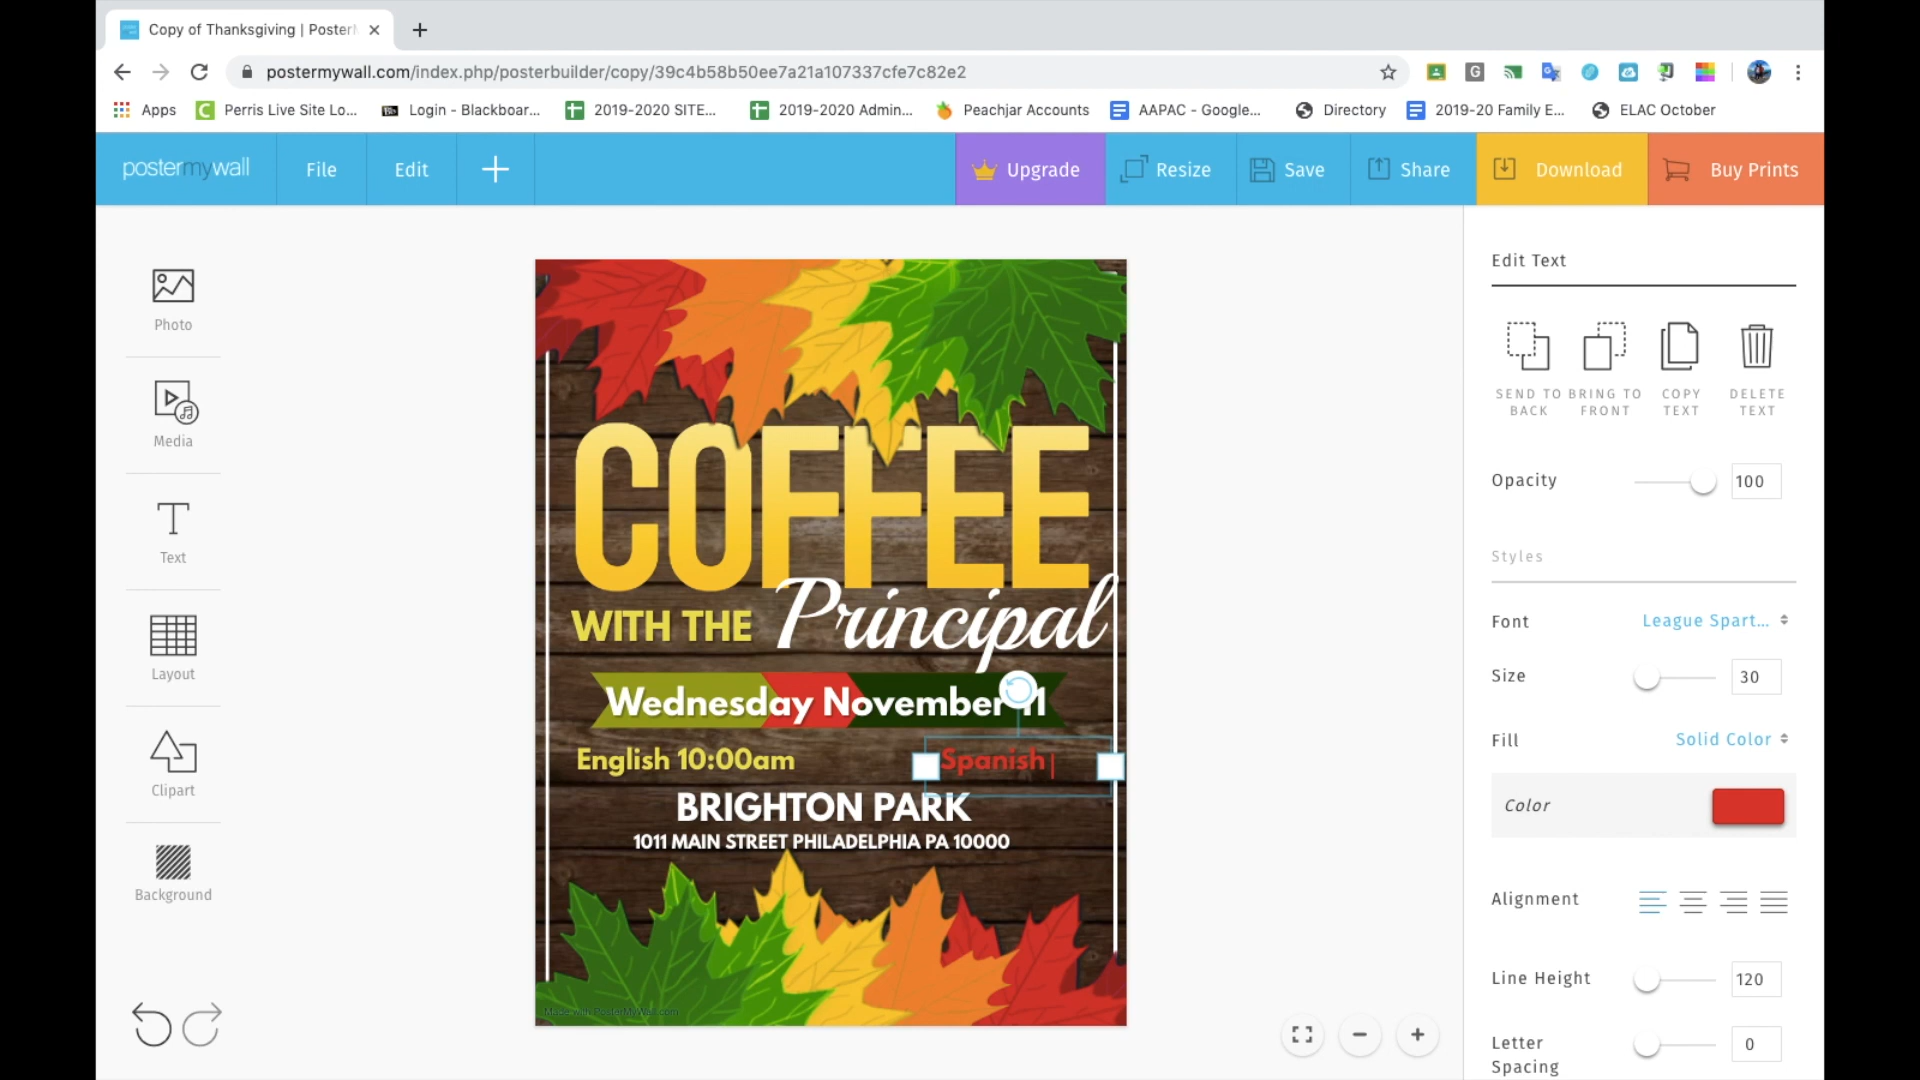 Copy of Thanksgiving | Poster
postermywall.com/index.php/posterbuilder/copy/39c4b58b50ee7a21a107337cfe7c82e2
Apps
Perris Live Site Lo...
Login - Blackboar...
2019-2020 SITE...
2019-2020 Admin...
Peachjar Accounts
AAPAC - Google...
Directory
2019-20 Family E...
ELAC October
postermywall
File
Edit
Upgrade
Resize
Save
Share
Download
Buy Prints
Photo
Media
Text
Layout
Clipart
Background
COFFEE
WITH THE Principal
Wednesday November 11
English 10:00am
Spanish
BRIGHTON PARK
1011 MAIN STREET PHILADELPHIA PA 10000
Made with PosterMyWall.com
Edit Text
SEND TO BACK
BRING TO FRONT
COPY TEXT
DELETE TEXT
Opacity 100
Styles
Font League Spart...
Size 30
Fill Solid Color
Color
Alignment
Line Height 120
Letter Spacing 0